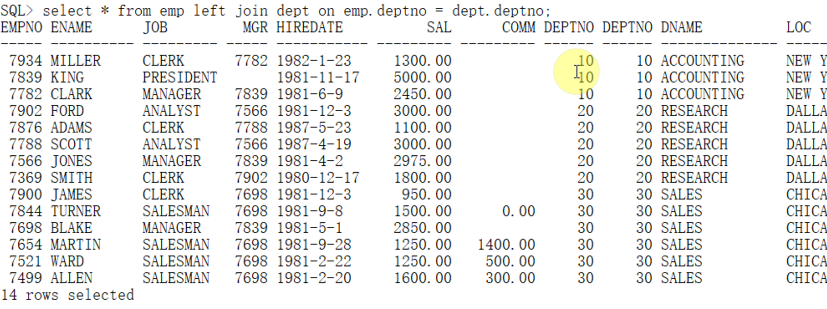 SQL> select * from emp left join dept on emp.deptno = dept.deptno;
EMPNO ENAME JOB MGR HIREDATE SAL COMM DEPTNO DEPTNO DNAME LOC
----- ---------- --------- ----- ----------- --------- --------- ------ ------ -------------- ----
7934 MILLER CLERK 7782 1982-1-23 1300.00 10 10 ACCOUNTING NEW Y
7839 KING PRESIDENT 1981-11-17 5000.00 10 10 ACCOUNTING NEW Y
7782 CLARK MANAGER 7839 1981-6-9 2450.00 10 10 ACCOUNTING NEW Y
7902 FORD ANALYST 7566 1981-12-3 3000.00 20 20 RESEARCH DALLA
7876 ADAMS CLERK 7788 1987-5-23 1100.00 20 20 RESEARCH DALLA
7788 SCOTT ANALYST 7566 1987-4-19 3000.00 20 20 RESEARCH DALLA
7566 JONES MANAGER 7839 1981-4-2 2975.00 20 20 RESEARCH DALLA
7369 SMITH CLERK 7902 1980-12-17 1800.00 20 20 RESEARCH DALLA
7900 JAMES CLERK 7698 1981-12-3 950.00 30 30 SALES CHICA
7844 TURNER SALESMAN 7698 1981-9-8 1500.00 0.00 30 30 SALES CHICA
7698 BLAKE MANAGER 7839 1981-5-1 2850.00 30 30 SALES CHICA
7654 MARTIN SALESMAN 7698 1981-9-28 1250.00 1400.00 30 30 SALES CHICA
7521 WARD SALESMAN 7698 1981-2-22 1250.00 500.00 30 30 SALES CHICA
7499 ALLEN SALESMAN 7698 1981-2-20 1600.00 300.00 30 30 SALES CHICA
14 rows selected